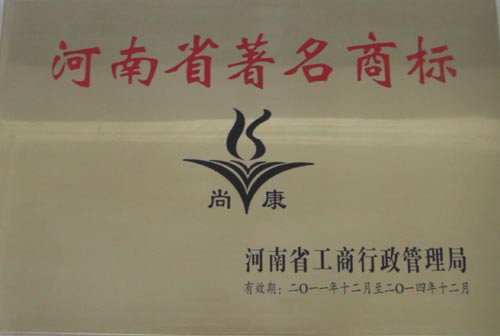 河南省著名商标
尚 康
河南省工商行政管理局
有效期：二〇一一年十二月至二〇一四年十二月